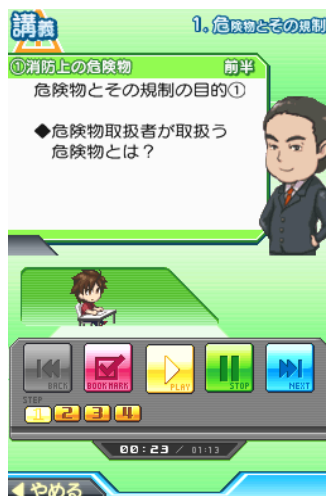 講義
1. 危険物とその規制
①消防上の危険物 前半
危険物とその規制の目的①
◆危険物取扱者が取扱う
危険物とは？
BACK BOOK MARK PLAY STOP NEXT
STEP
1 2 3 4
00:23 / 01:13
やめる